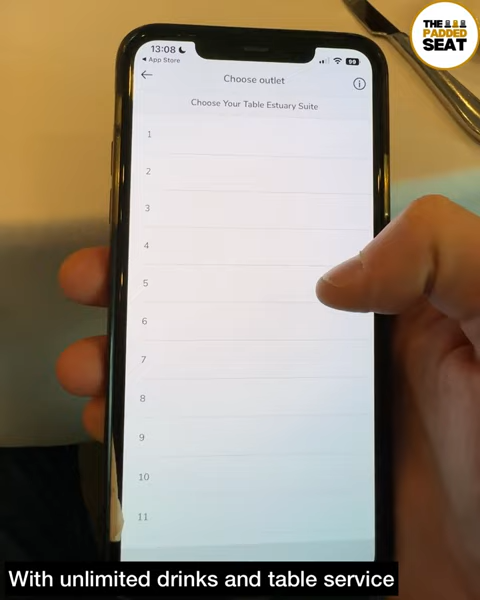 THE
PADDED
SEAT
13:08
99
App Store
Choose outlet
Choose Your Table Estuary Suite
1
2
3
4
5
6
7
8
9
10
11
With unlimited drinks and table service